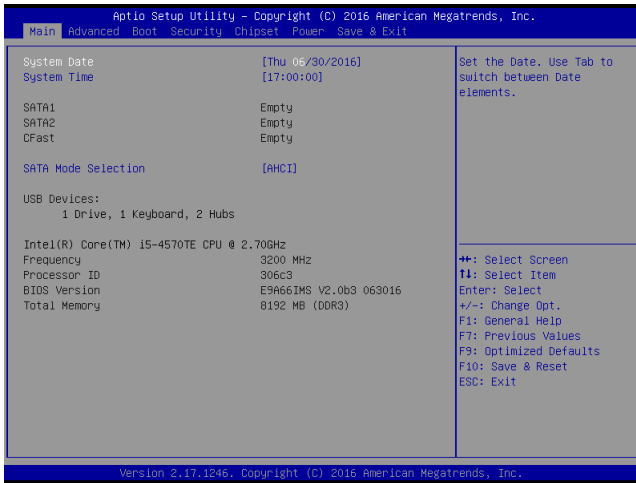 Aptio Setup Utility – Copyright (C) 2016 American Megatrends, Inc.
Main Advanced Boot Security Chipset Power Save & Exit
System Date [Thu 06/30/2016]
System Time [17:00:00]
SATA1 Empty
SATA2 Empty
CFast Empty
SATA Mode Selection [AHCI]
USB Devices:
1 Drive, 1 Keyboard, 2 Hubs
Intel(R) Core(TM) i5-4570TE CPU @ 2.70GHz
Frequency 3200 MHz
Processor ID 306c3
BIOS Version E9A66IMS V2.0b3 063016
Total Memory 8192 MB (DDR3)
Set the Date. Use Tab to
switch between Date
elements.
→←: Select Screen
↑↓: Select Item
Enter: Select
+/-: Change Opt.
F1: General Help
F7: Previous Values
F9: Optimized Defaults
F10: Save & Reset
ESC: Exit
Version 2.17.1246. Copyright (C) 2016 American Megatrends, Inc.